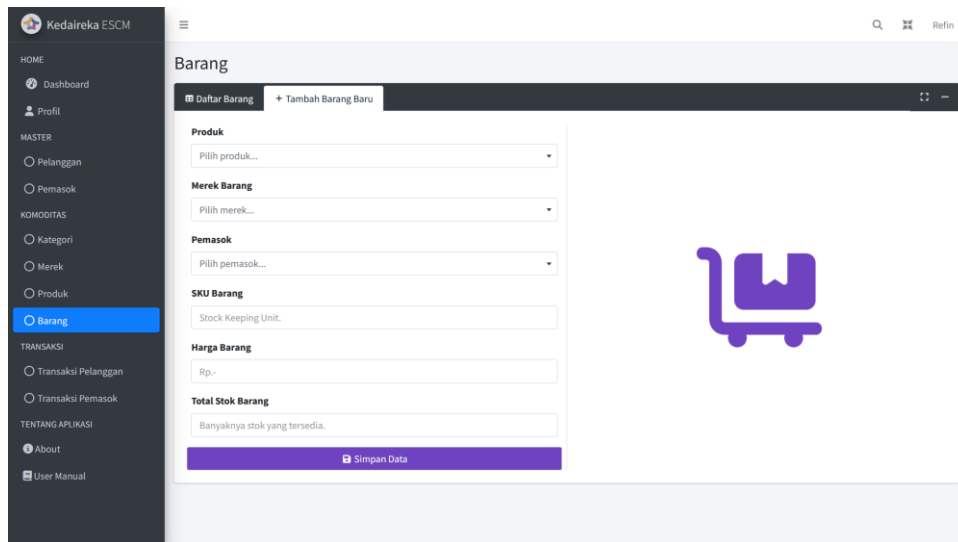 Kedaireka ESCM
Refin
HOME
Dashboard
Profil
MASTER
Pelanggan
Pemasok
KOMODITAS
Kategori
Merek
Produk
Barang
TRANSAKSI
Transaksi Pelanggan
Transaksi Pemasok
TENTANG APLIKASI
About
User Manual
Barang
Daftar Barang
+ Tambah Barang Baru
Produk
Pilih produk...
Merek Barang
Pilih merek...
Pemasok
Pilih pemasok...
SKU Barang
Stock Keeping Unit.
Harga Barang
Rp.-
Total Stok Barang
Banyaknya stok yang tersedia.
Simpan Data